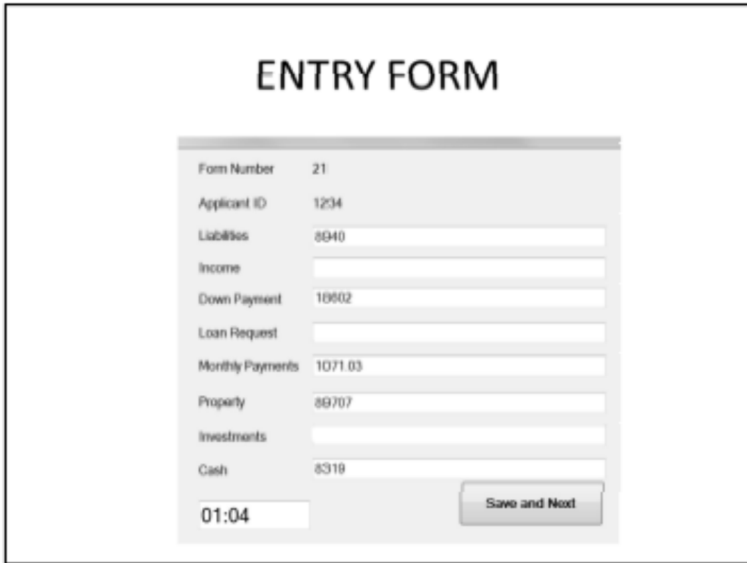 ENTRY FORM
Form Number 21
Applicant ID 1234
Liabilities 8940
Income
Down Payment 18602
Loan Request
Monthly Payments 1071.03
Property 89707
Investments
Cash 8319
01:04 Save and Next